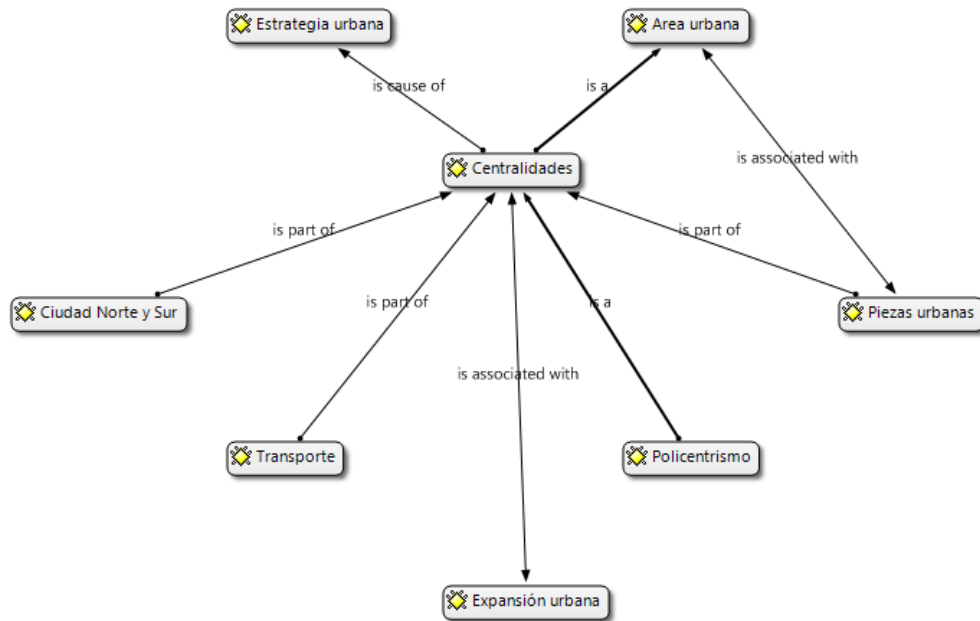 Estrategia urbana
Area urbana
is cause of
is a
is associated with
Centralidades
is part of
is part of
Ciudad Norte y Sur
is part of
is a
Piezas urbanas
is associated with
Transporte
Policentrismo
Expansión urbana